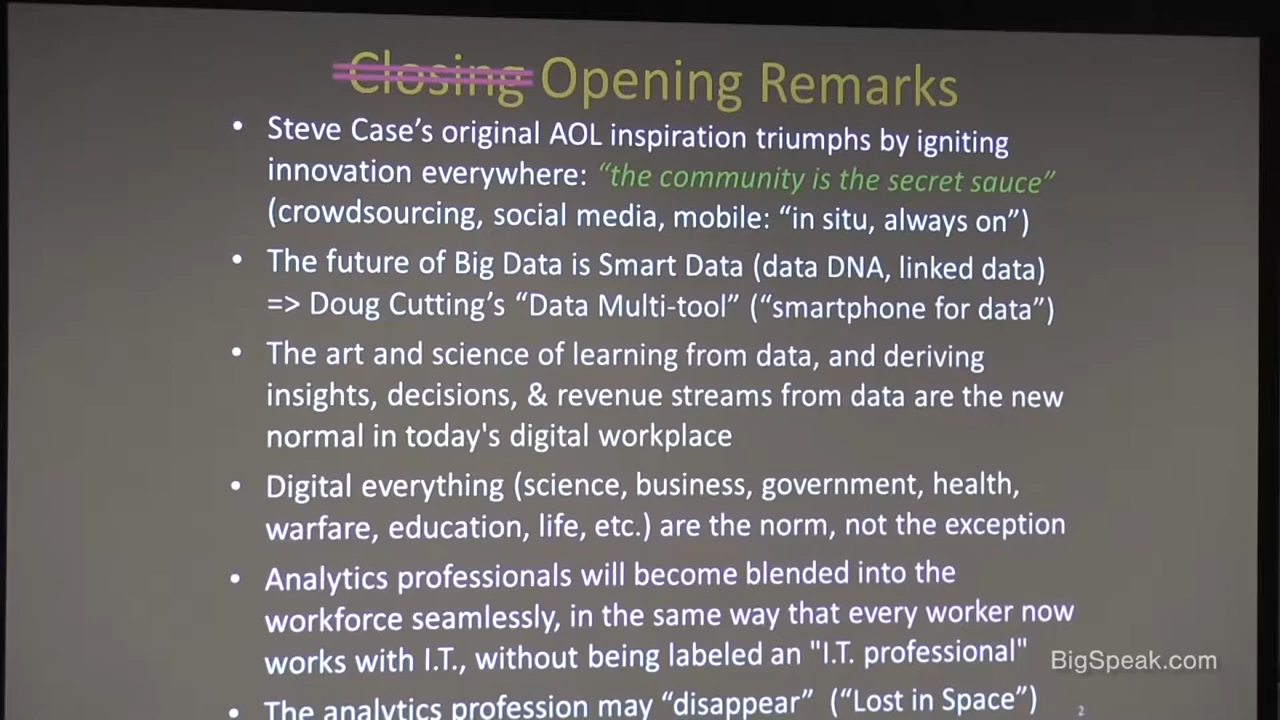 Closing Opening Remarks
• Steve Case's original AOL inspiration triumphs by igniting
innovation everywhere: “the community is the secret sauce”
(crowdsourcing, social media, mobile: “in situ, always on”)
• The future of Big Data is Smart Data (data DNA, linked data)
=> Doug Cutting's “Data Multi-tool” (“smartphone for data”)
• The art and science of learning from data, and deriving
insights, decisions, & revenue streams from data are the new
normal in today's digital workplace
• Digital everything (science, business, government, health,
warfare, education, life, etc.) are the norm, not the exception
• Analytics professionals will become blended into the
workforce seamlessly, in the same way that every worker now
works with I.T., without being labeled an "I.T. professional"
BigSpeak.com
• The analytics profession may “disappear” (“Lost in Space”)
2